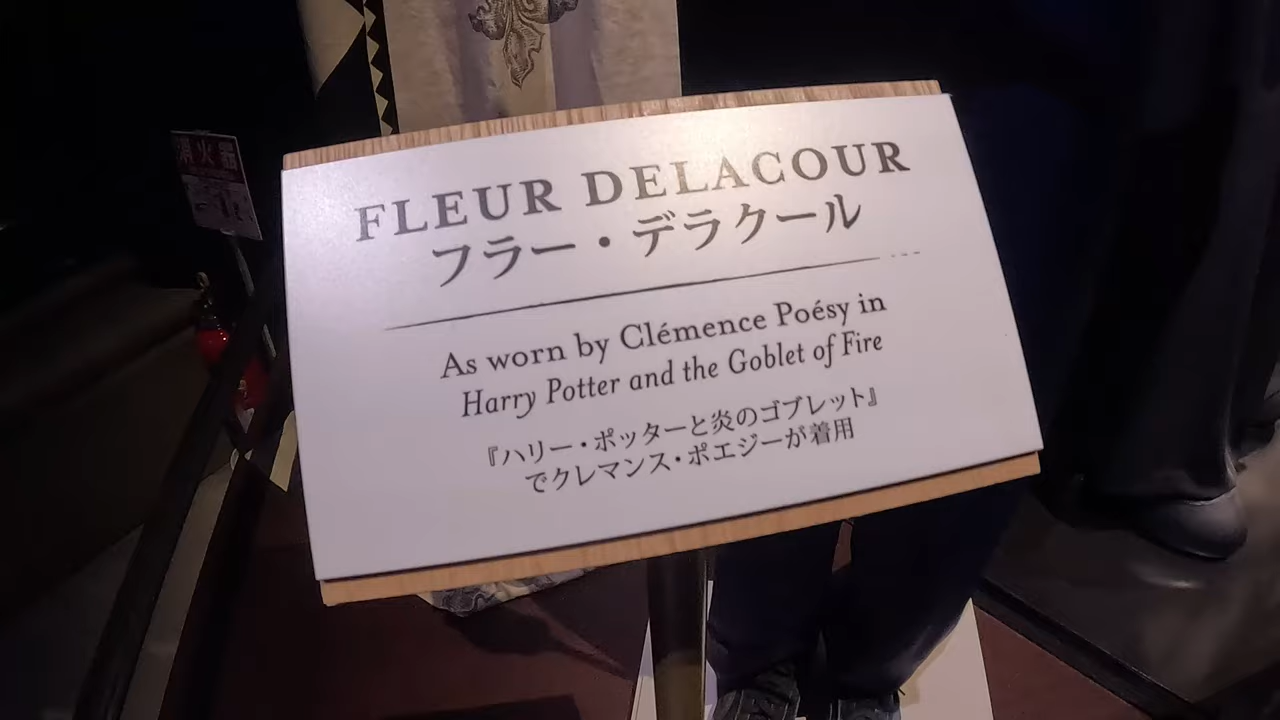 FLEUR DELACOUR
フラー・デラクール
As worn by Clémence Poésy in
Harry Potter and the Goblet of Fire
『ハリー・ポッターと炎のゴブレット』
でクレマンス・ポエジーが着用
消火器